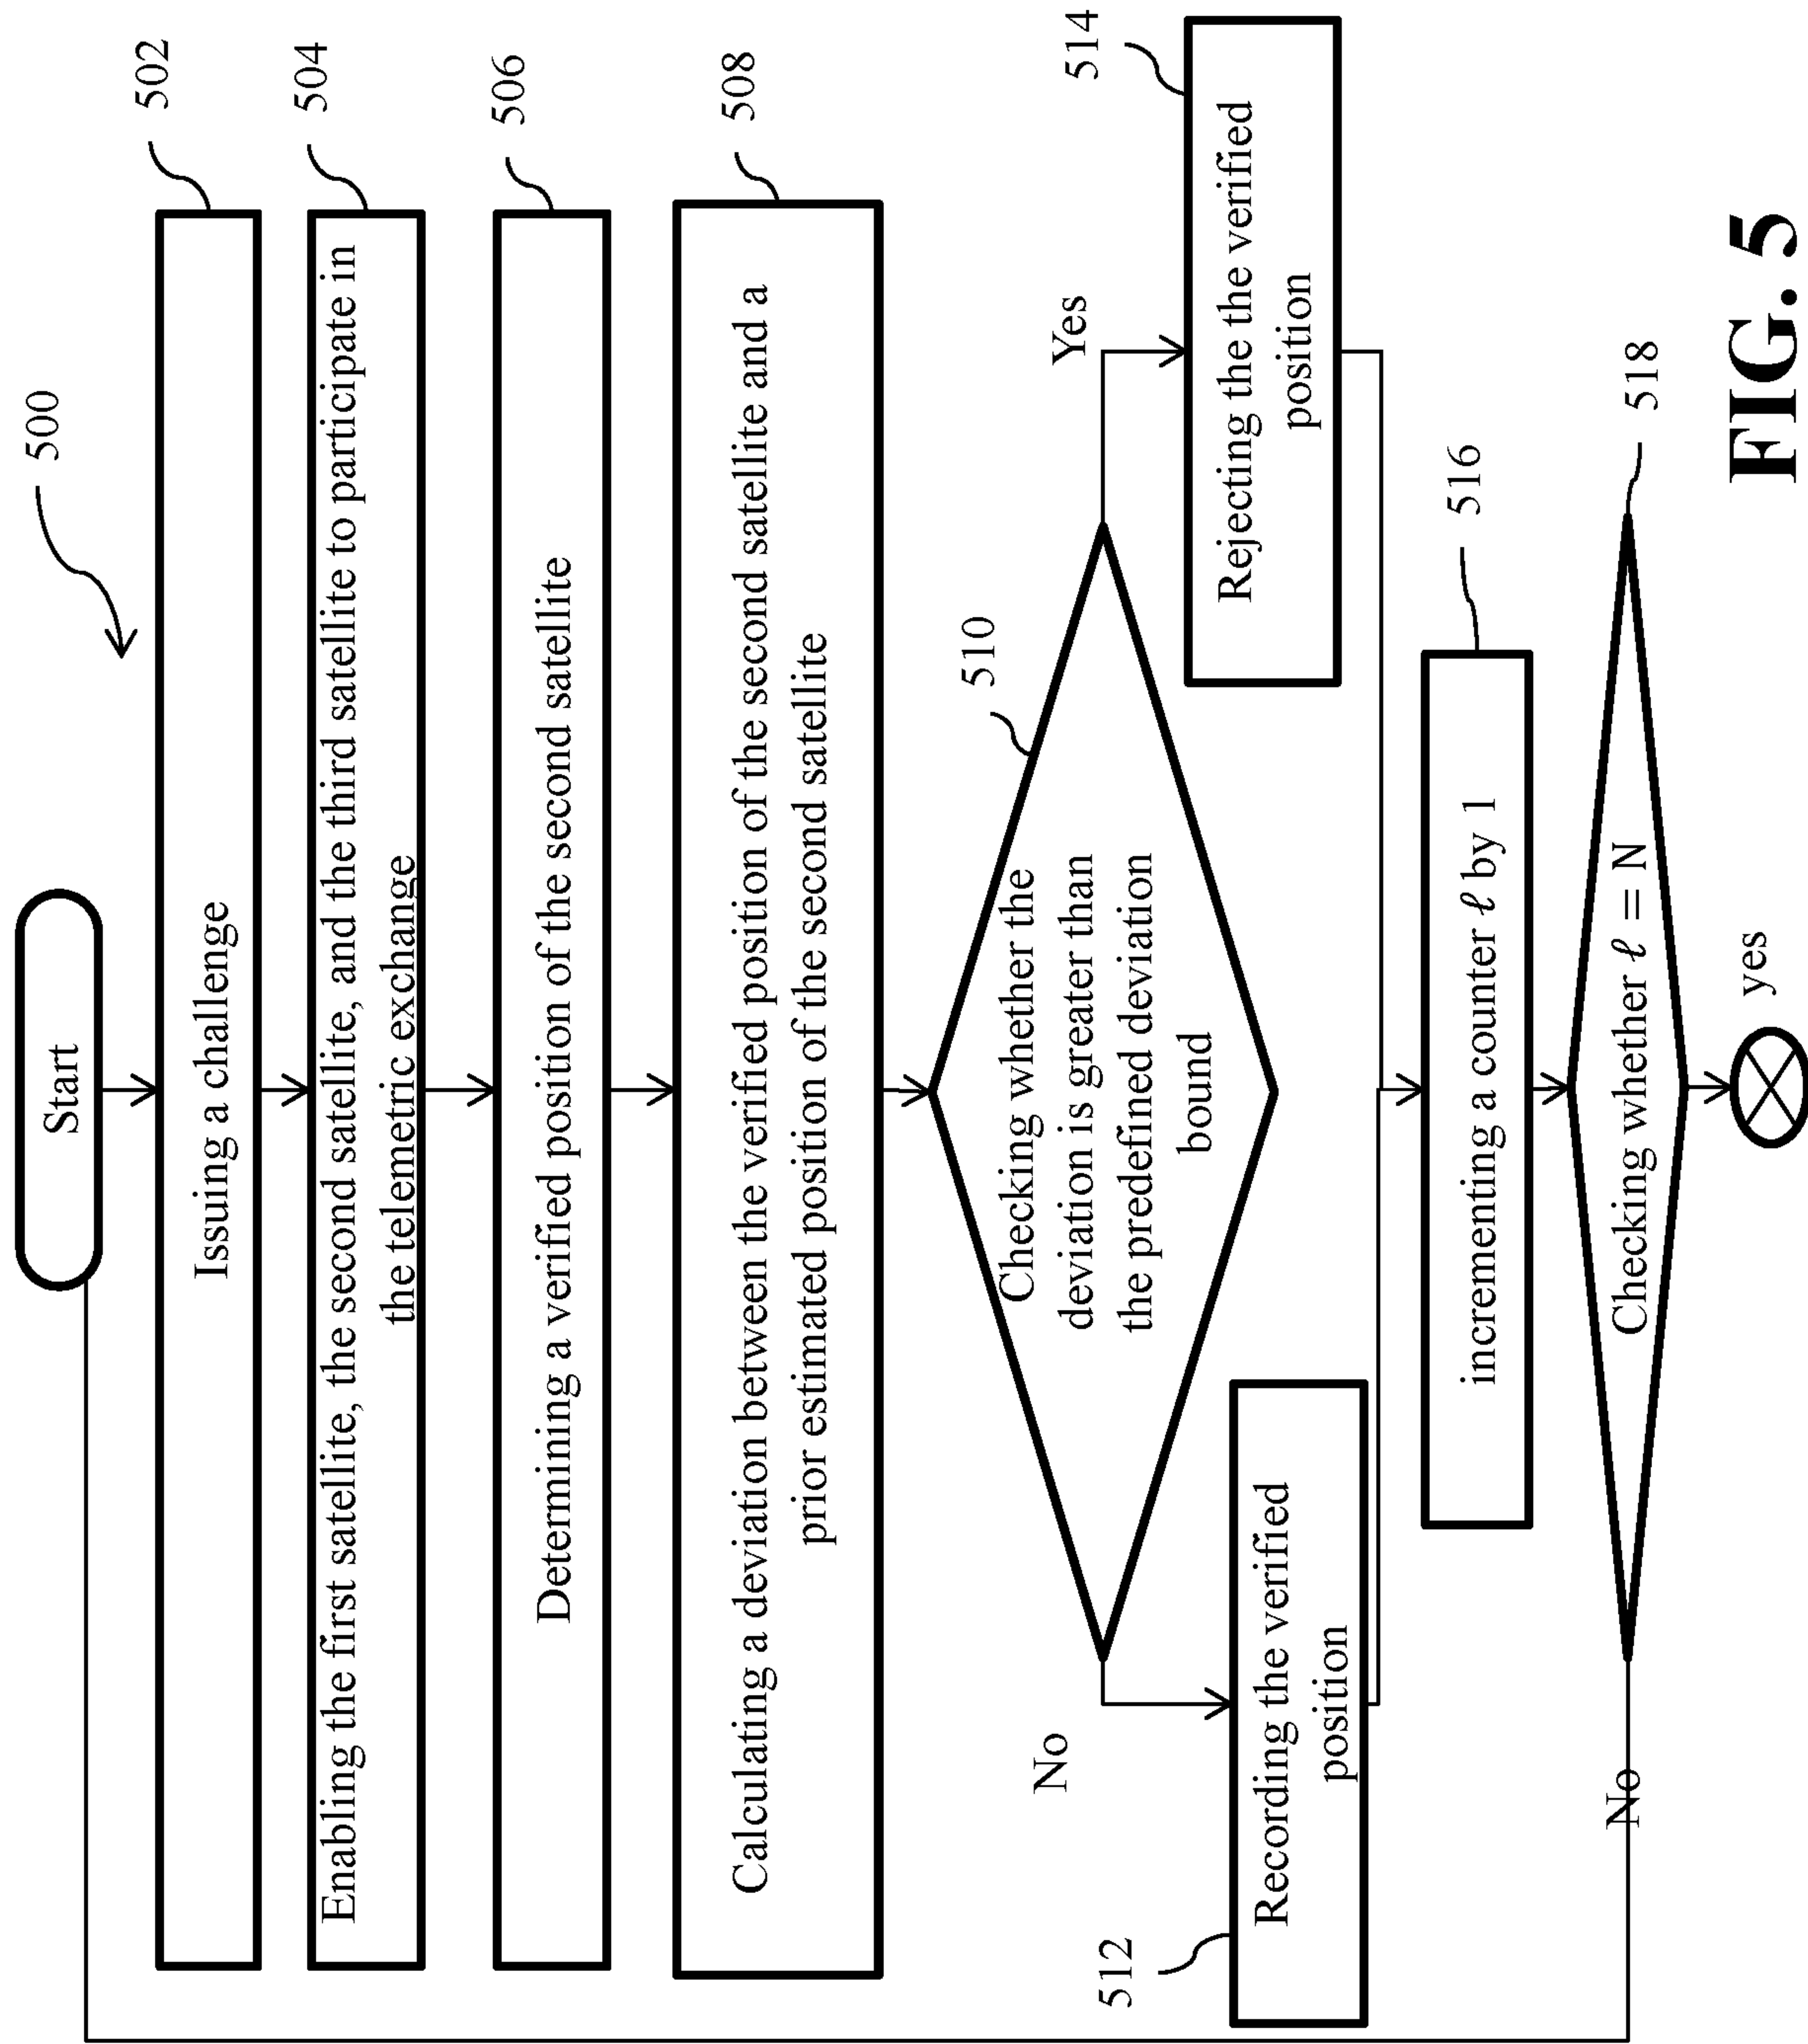 500
Start
Issuing a challenge
502
Enabling the first satellite, the second satellite, and the third satellite to participate in
the telemetric exchange
504
Determining a verified position of the second satellite
506
Calculating a deviation between the verified position of the second satellite and a
prior estimated position of the second satellite
508
Checking whether the
deviation is greater than
the predefined deviation
bound
510
No
Yes
512
Recording the verified
position
Rejecting the the verified
position
514
incrementing a counter ℓ by 1
516
Checking whether ℓ = N
518
No
yes
FIG. 5